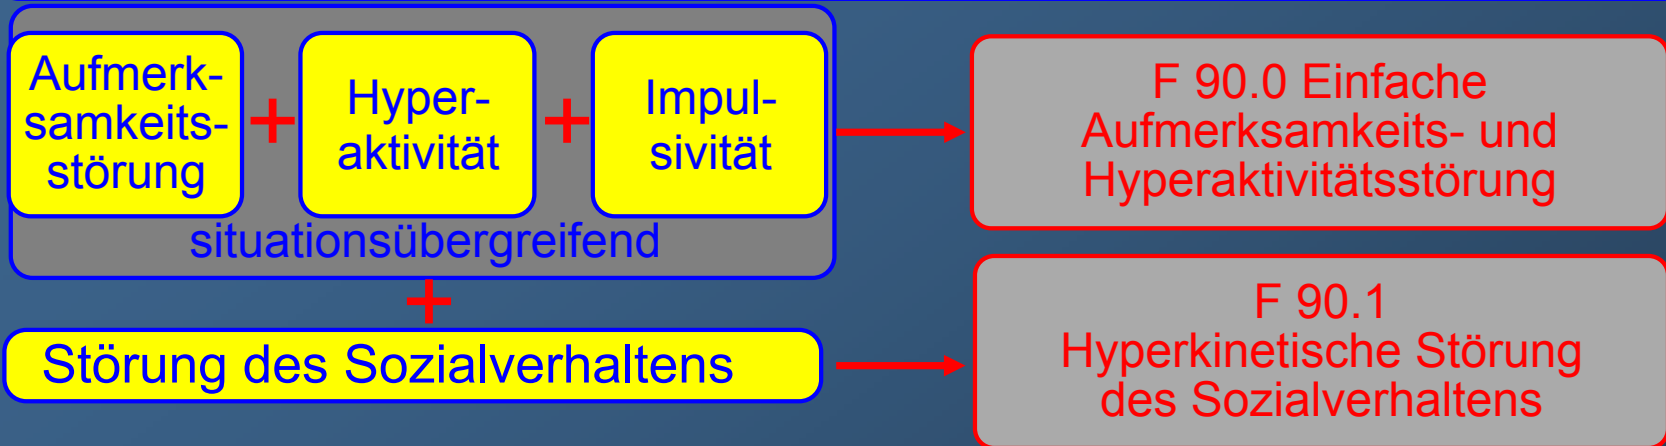 Aufmerk-
samkeits-
störung
+
Hyper-
aktivität
+
Impul-
sivität
situationsübergreifend
F 90.0 Einfache
Aufmerksamkeits- und
Hyperaktivitätsstörung
+
Störung des Sozialverhaltens
F 90.1
Hyperkinetische Störung
des Sozialverhaltens